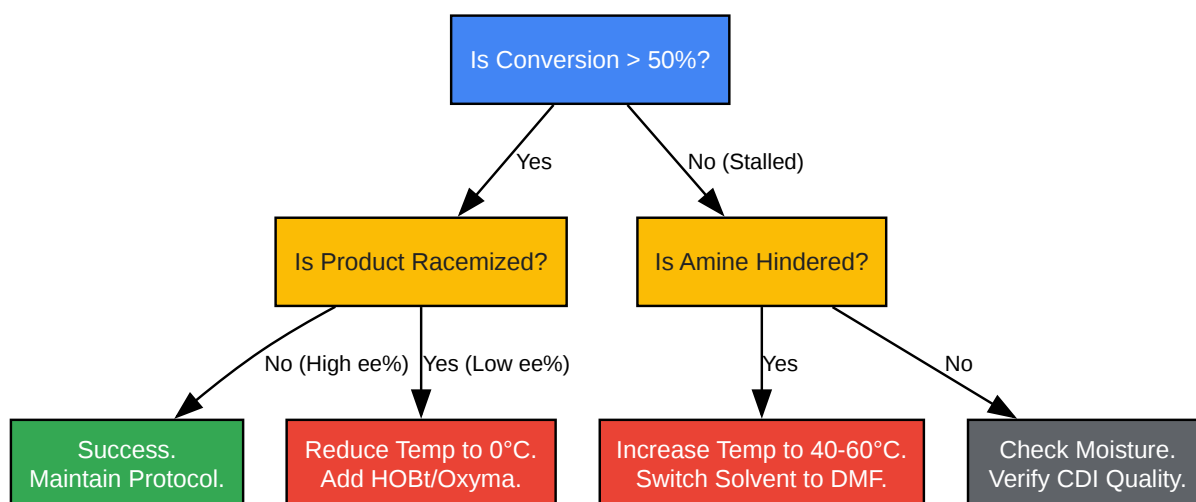 Is Conversion > 50%?
Yes
No (Stalled)
Is Product Racemized?
Is Amine Hindered?
No (High ee%)
Yes (Low ee%)
Yes
No
Success.
Maintain Protocol.
Reduce Temp to 0°C.
Add HOBt/Oxyma.
Increase Temp to 40-60°C.
Switch Solvent to DMF.
Check Moisture.
Verify CDI Quality.